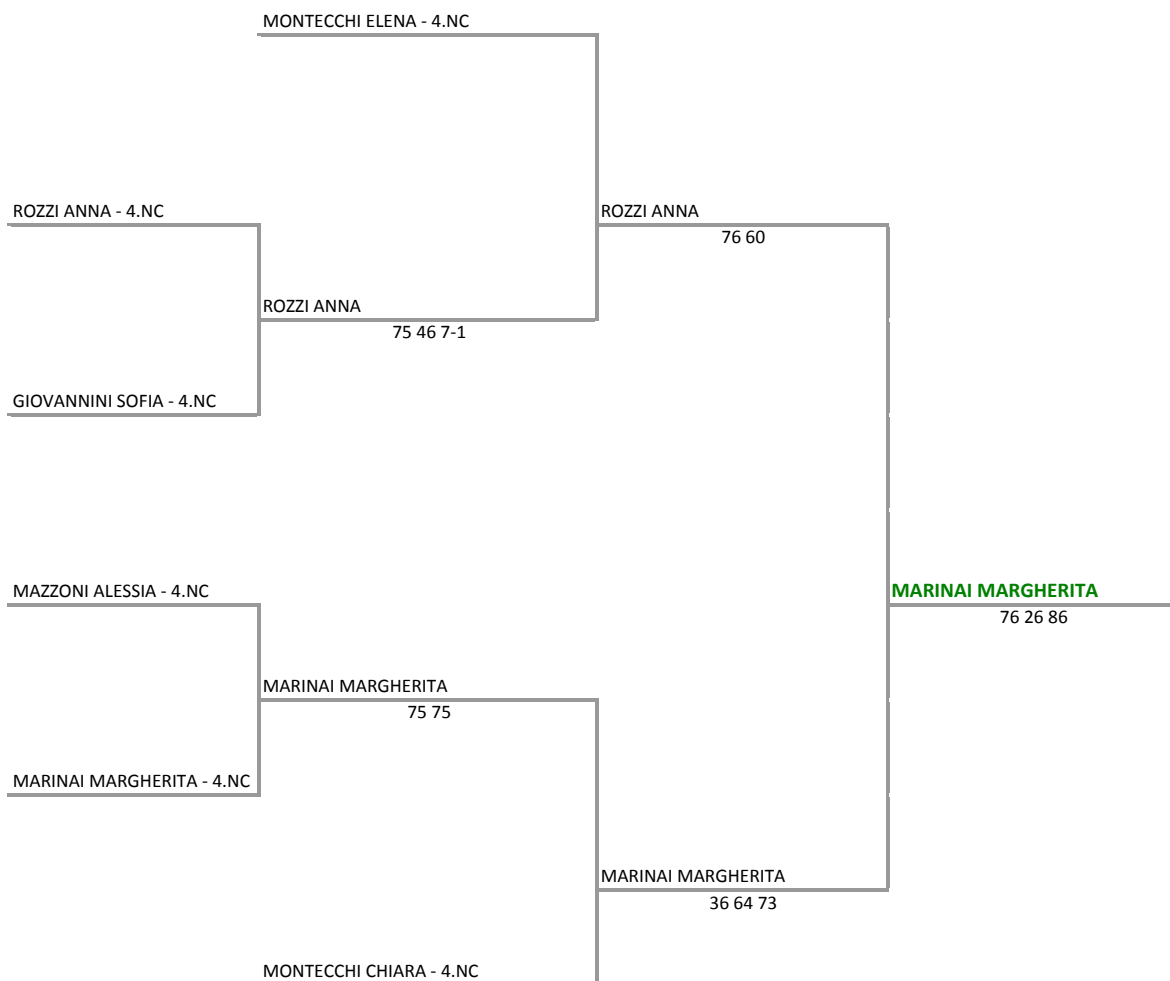 MONTECCHI ELENA - 4.NC
ROZZI ANNA - 4.NC
ROZZI ANNA
76 60
ROZZI ANNA
75 46 7-1
GIOVANNINI SOFIA - 4.NC
MAZZONI ALESSIA - 4.NC
MARINAI MARGHERITA
76 26 86
MARINAI MARGHERITA
75 75
MARINAI MARGHERITA - 4.NC
MARINAI MARGHERITA
36 64 73
MONTECCHI CHIARA - 4.NC